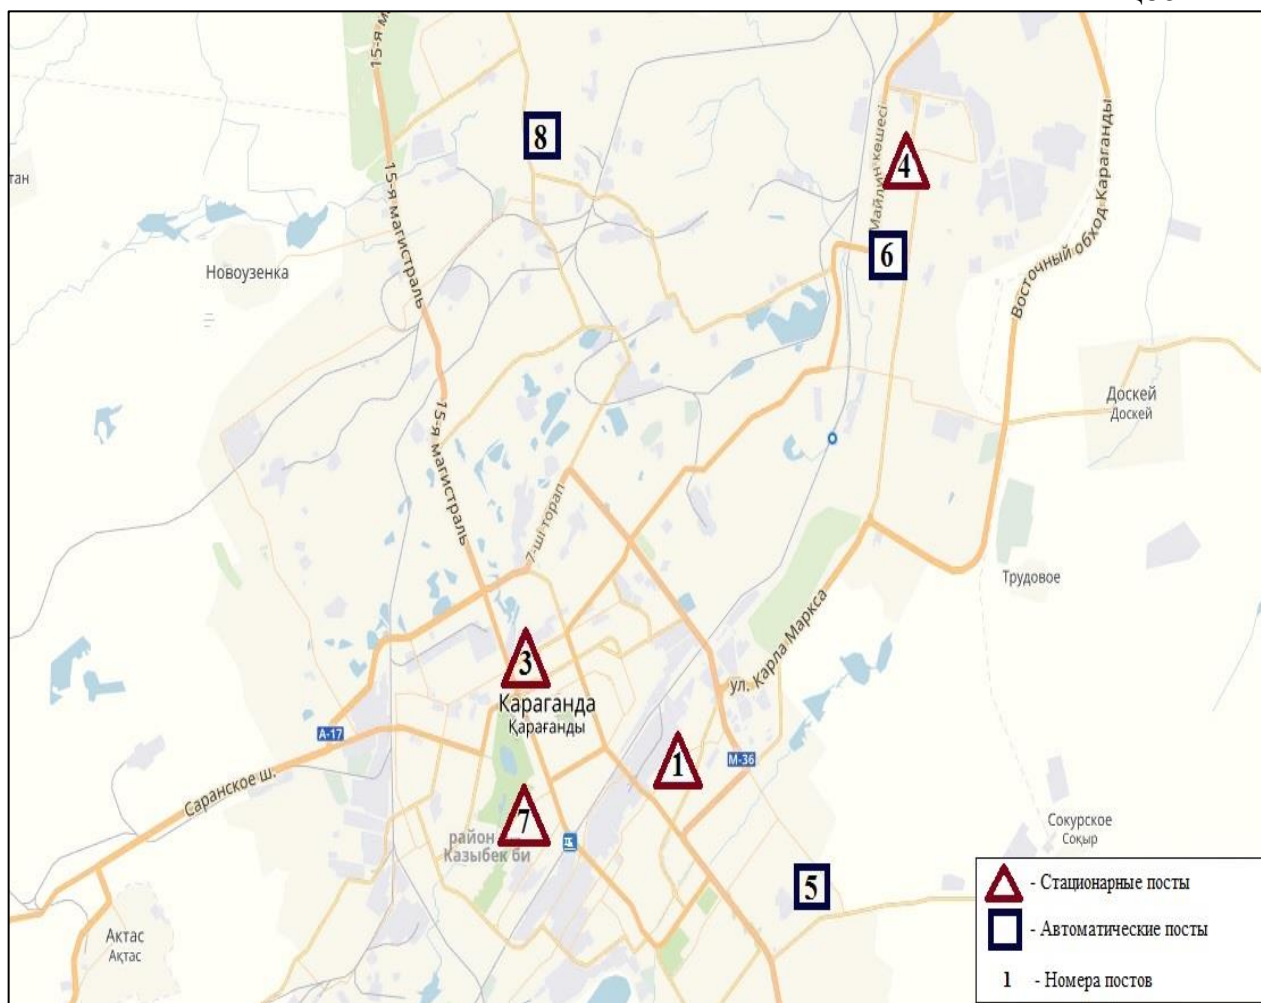 15-я м
8
4
Майлин көшесі
тан
15-я магистраль
6
Новоузенка
Восточный обход Караганды
Доскей
Доскей
15-я магистраль
7-ші торап
Трудовое
ул. Карла Маркса
3
Караганда
Қарағанды
А-17
1
М-36
Саранское ш.
7
район
Казыбек би
5
Сокурское
Соқыр
Актас
Ақтас
- Стационарные посты
- Автоматические посты
1 - Номера постов